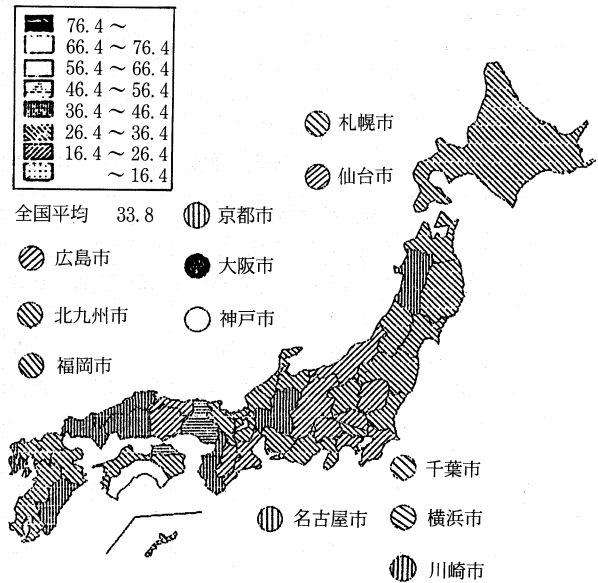 76.4～
66.4～76.4
56.4～66.4
46.4～56.4
36.4～46.4
26.4～36.4
16.4～26.4
～16.4
全国平均 33.8
札幌市
仙台市
京都市
広島市
大阪市
北九州市
神戸市
福岡市
千葉市
名古屋市
横浜市
川崎市